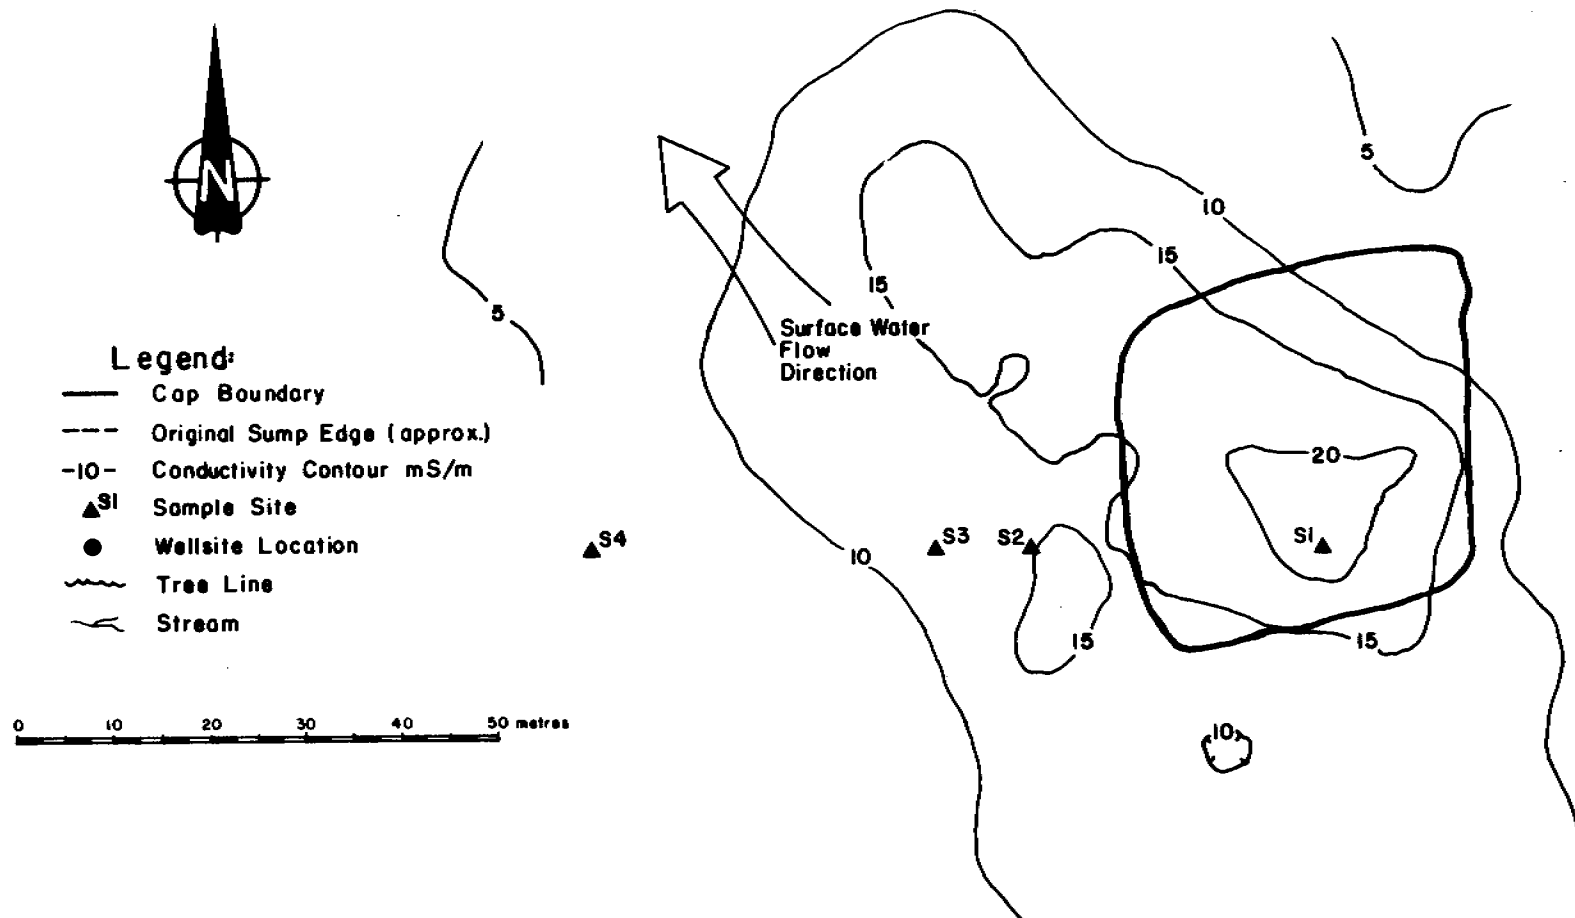 N
5
10
15
15
5
Surface Water
Flow
Direction
Legend:
Cap Boundary
Original Sump Edge (approx.)
-10- Conductivity Contour mS/m
S1 Sample Site
Wellsite Location
Tree Line
Stream
20
S4
10
S3
S2
S1
15
15
10
0 10 20 30 40 50 metres